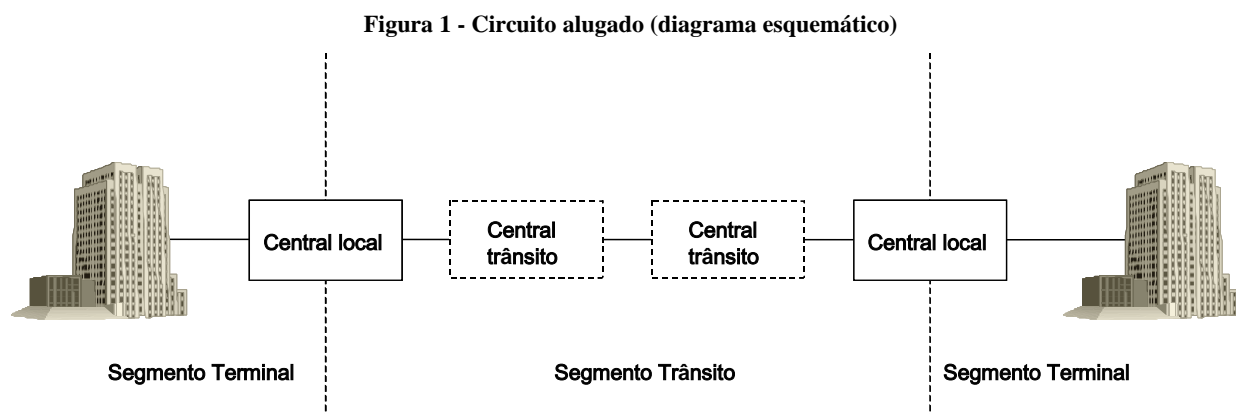 Figura 1 - Circuito alugado (diagrama esquemático)
Central local
Central
trânsito
Central
trânsito
Central local
Segmento Terminal
Segmento Trânsito
Segmento Terminal